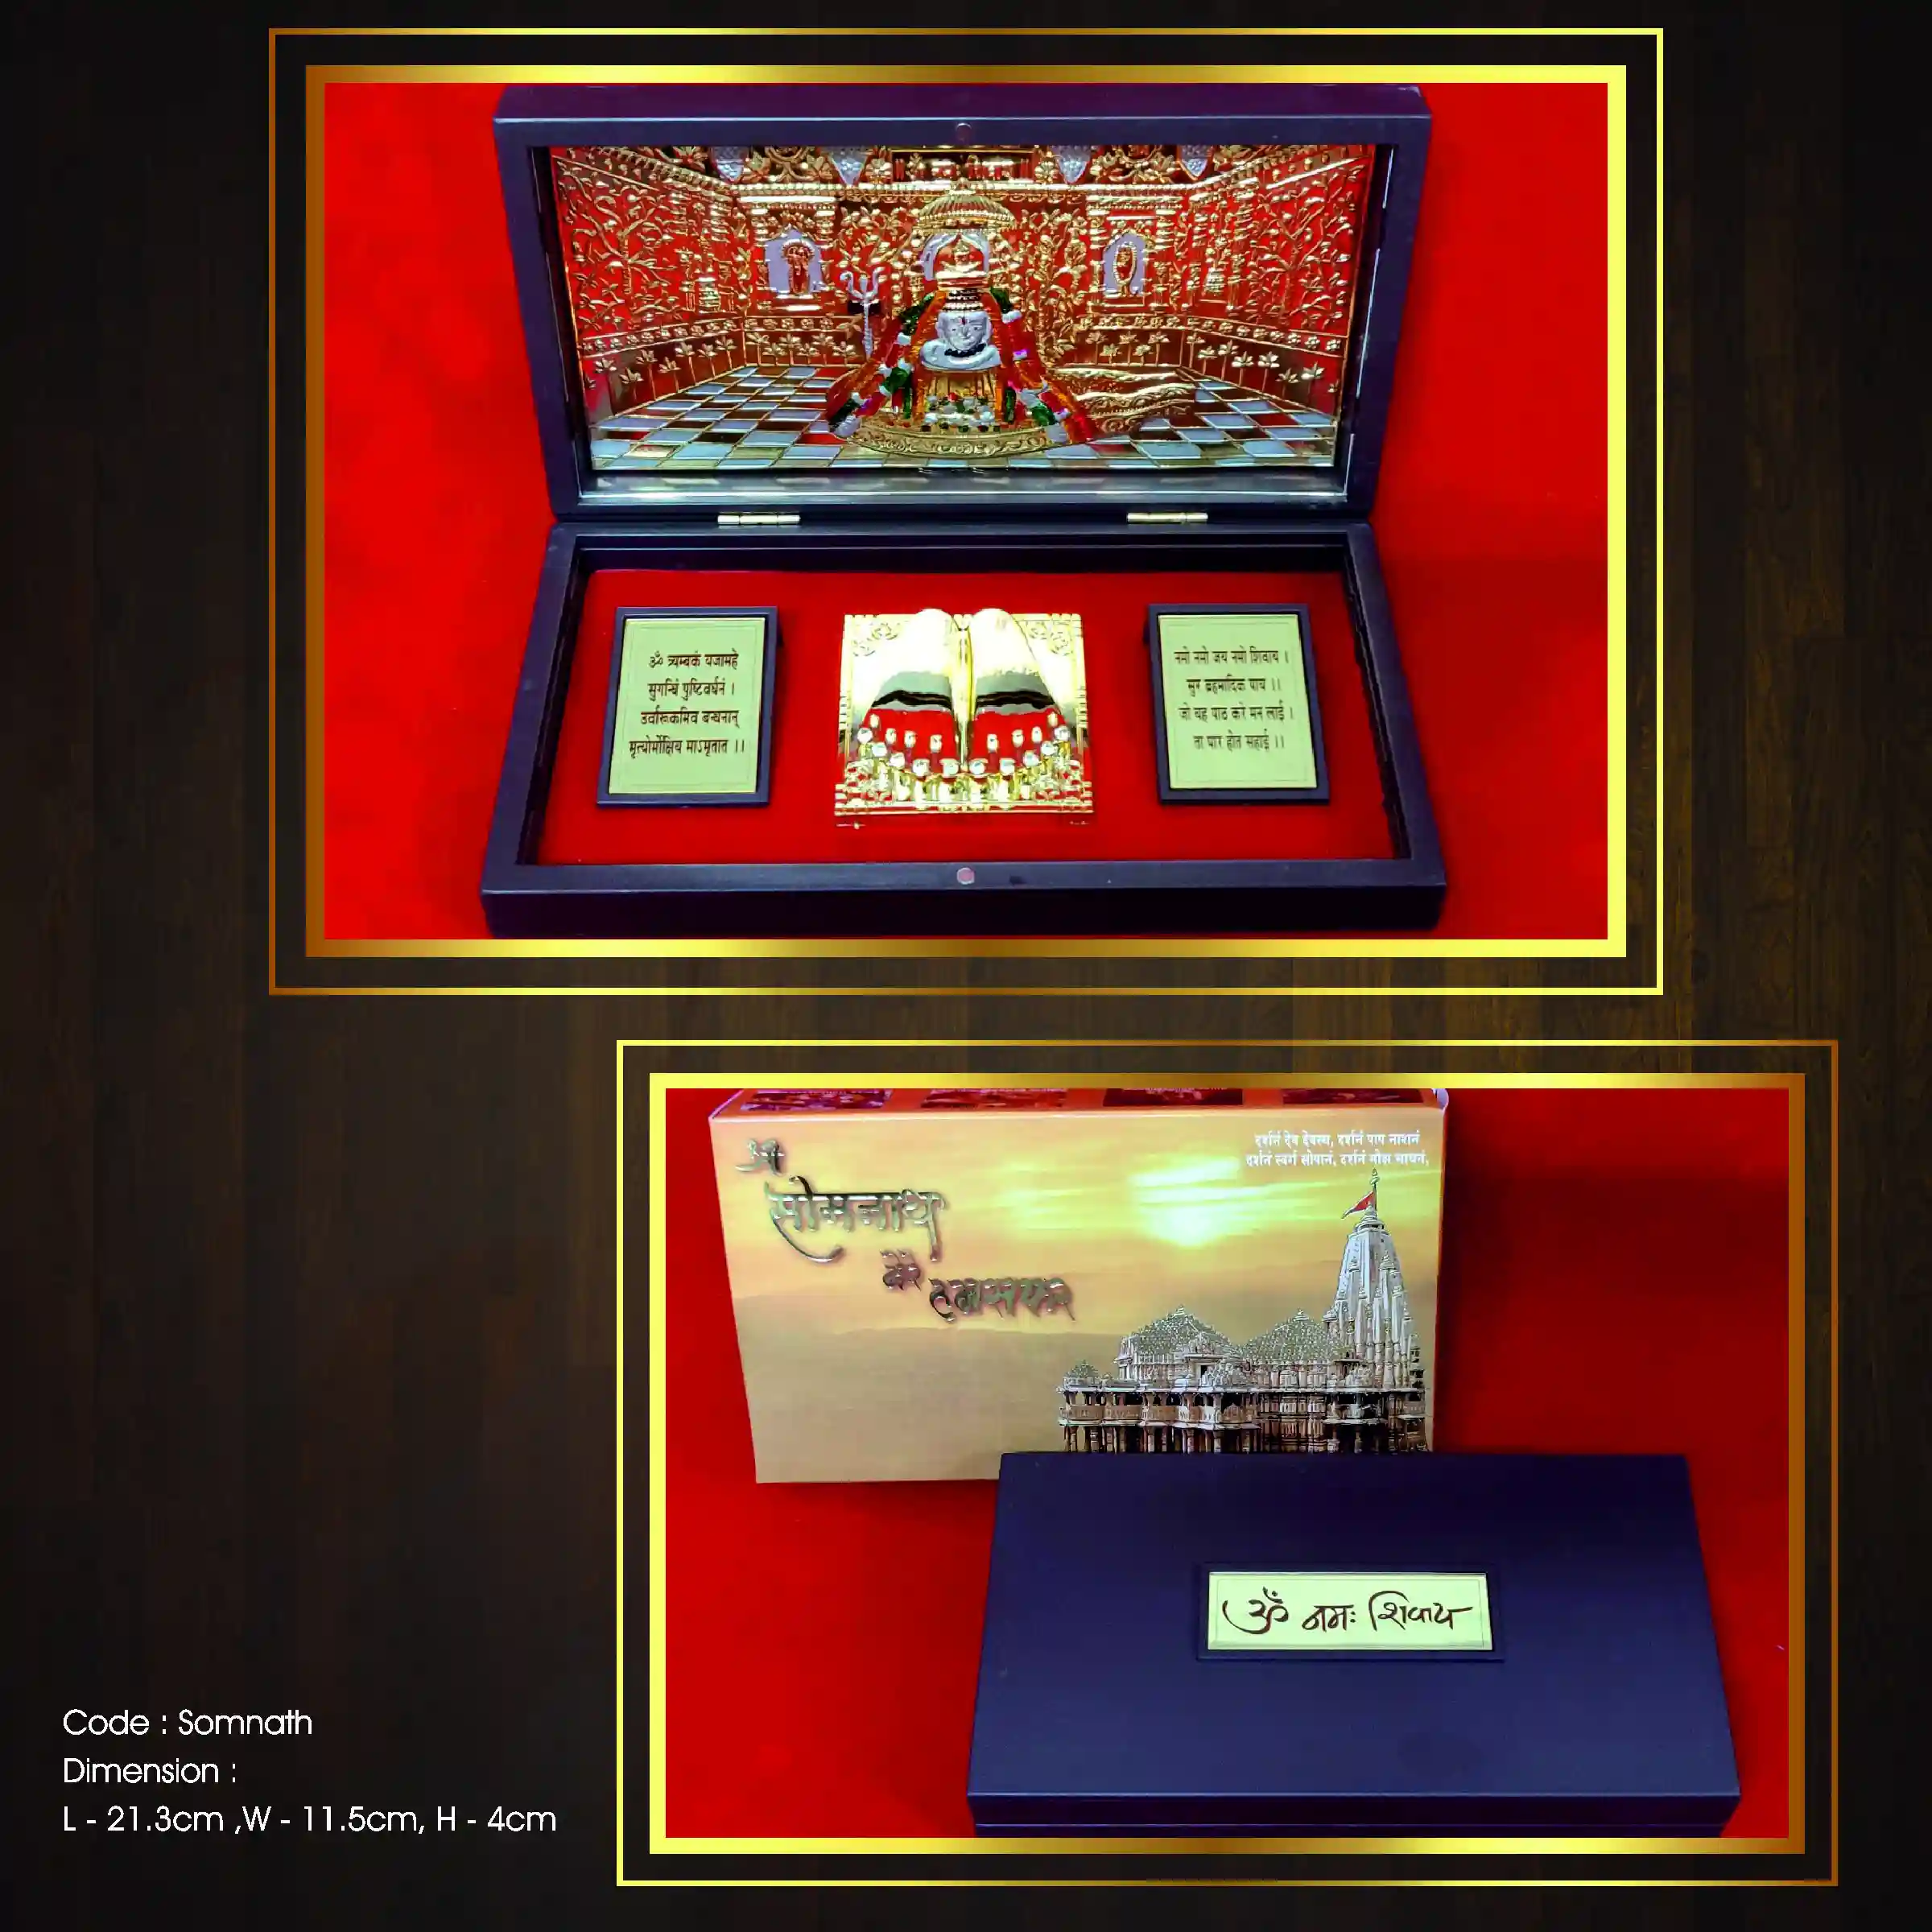 ॐ त्र्यम्बकं यजामहे
सुगन्धिं पुष्टिवर्धनं ।
उर्वारूकमिव बन्धनान्
मृत्योर्मोक्षिय माऽमृतात ।।
नमो नमो जय नमो शिवाय ।
सुर ब्रहमादिक पाय ।।
जो यह पाठ करे मन लाई ।
ता पार होत सहाई ।।
दर्शनं देव देवस्य, दर्शनं पाप नाशनं
दर्शनं स्वर्ग सोपानं, दर्शनं मोक्ष साधनं,
श्री
सोमनाथ
मेरे
हमसफर
ॐ नमः शिवाय
Code : Somnath
Dimension :
L - 21.3cm ,W - 11.5cm, H - 4cm